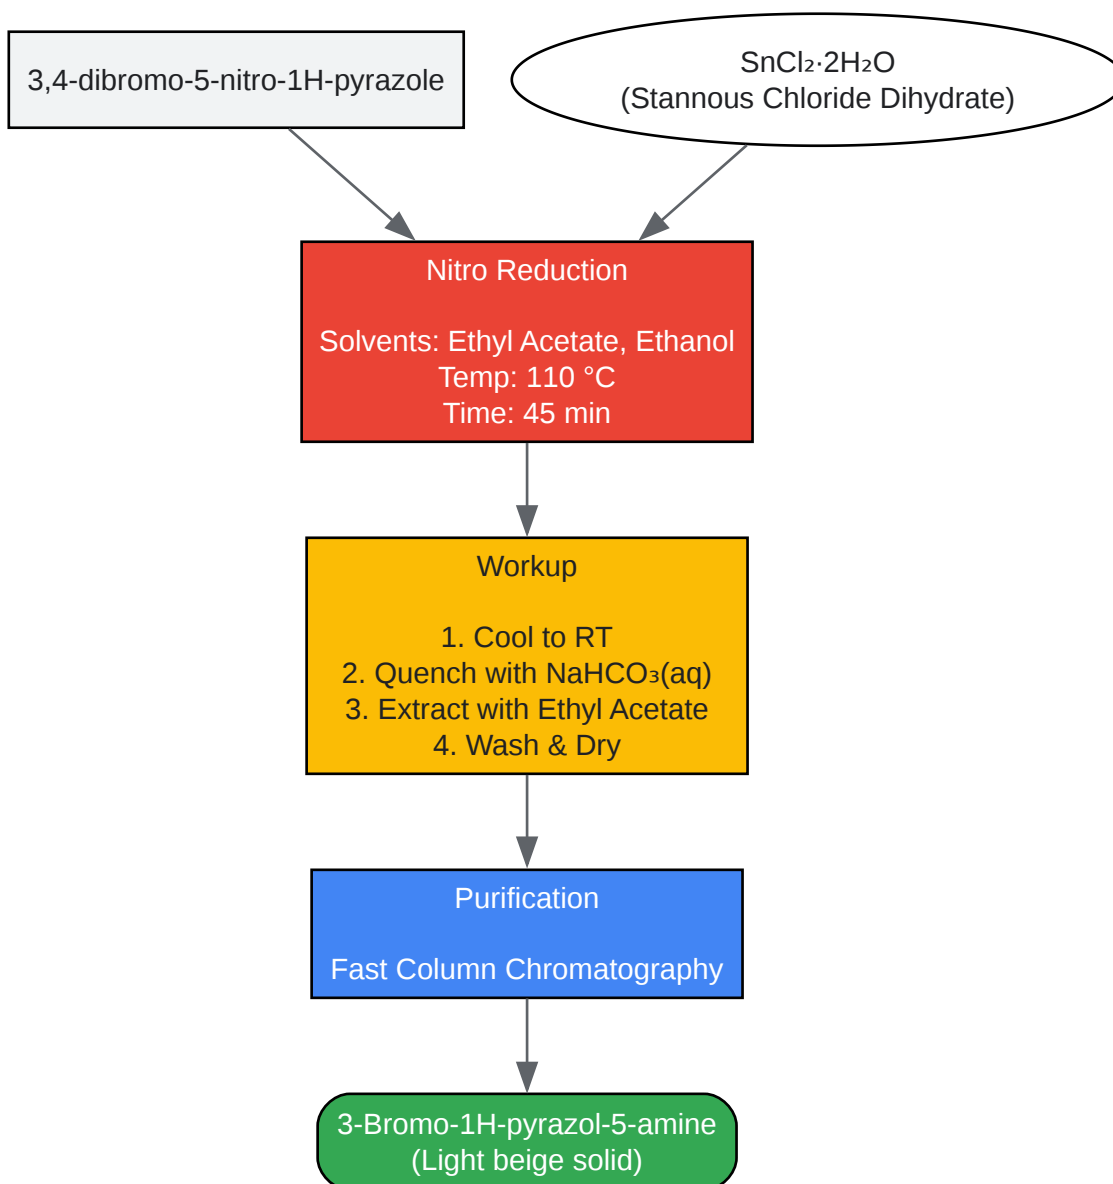 3,4-dibromo-5-nitro-1H-pyrazole
SnCl₂·2H₂O
(Stannous Chloride Dihydrate)
Nitro Reduction
Solvents: Ethyl Acetate, Ethanol
Temp: 110 °C
Time: 45 min
Workup
1. Cool to RT
2. Quench with NaHCO₃(aq)
3. Extract with Ethyl Acetate
4. Wash & Dry
Purification
Fast Column Chromatography
3-Bromo-1H-pyrazol-5-amine
(Light beige solid)